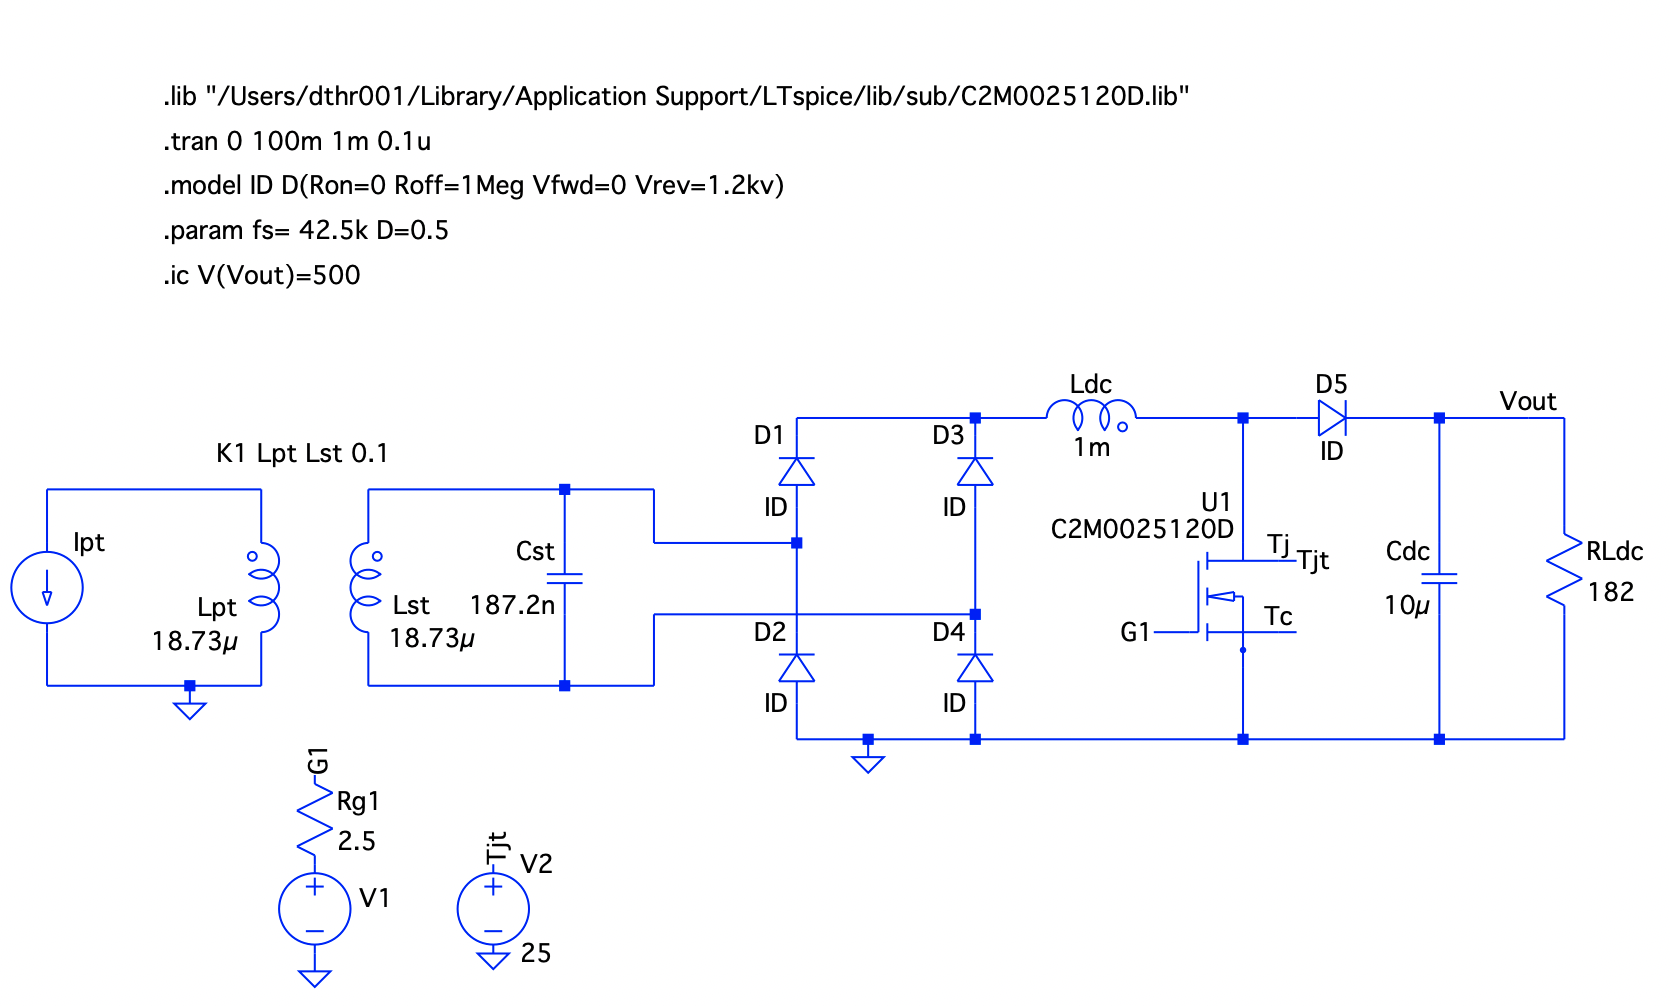 .lib "/Users/dthr001/Library/Application Support/LTspice/lib/sub/C2M0025120D.lib"
.tran 0 100m 1m 0.1u
.model ID D(Ron=0 Roff=1Meg Vfwd=0 Vrev=1.2kv)
.param fs= 42.5k D=0.5
.ic V(Vout)=500
Ldc
1m
D5
ID
Vout
K1 Lpt Lst 0.1
D1
ID
D3
ID
Ipt
Lpt
18.73µ
Lst
18.73µ
Cst
187.2n
U1
C2M0025120D
Tj
Tjt
Tc
G1
Cdc
10µ
RLdc
182
D2
ID
D4
ID
G1
Rg1
2.5
V1
Tjt
V2
25
+
−
+
−